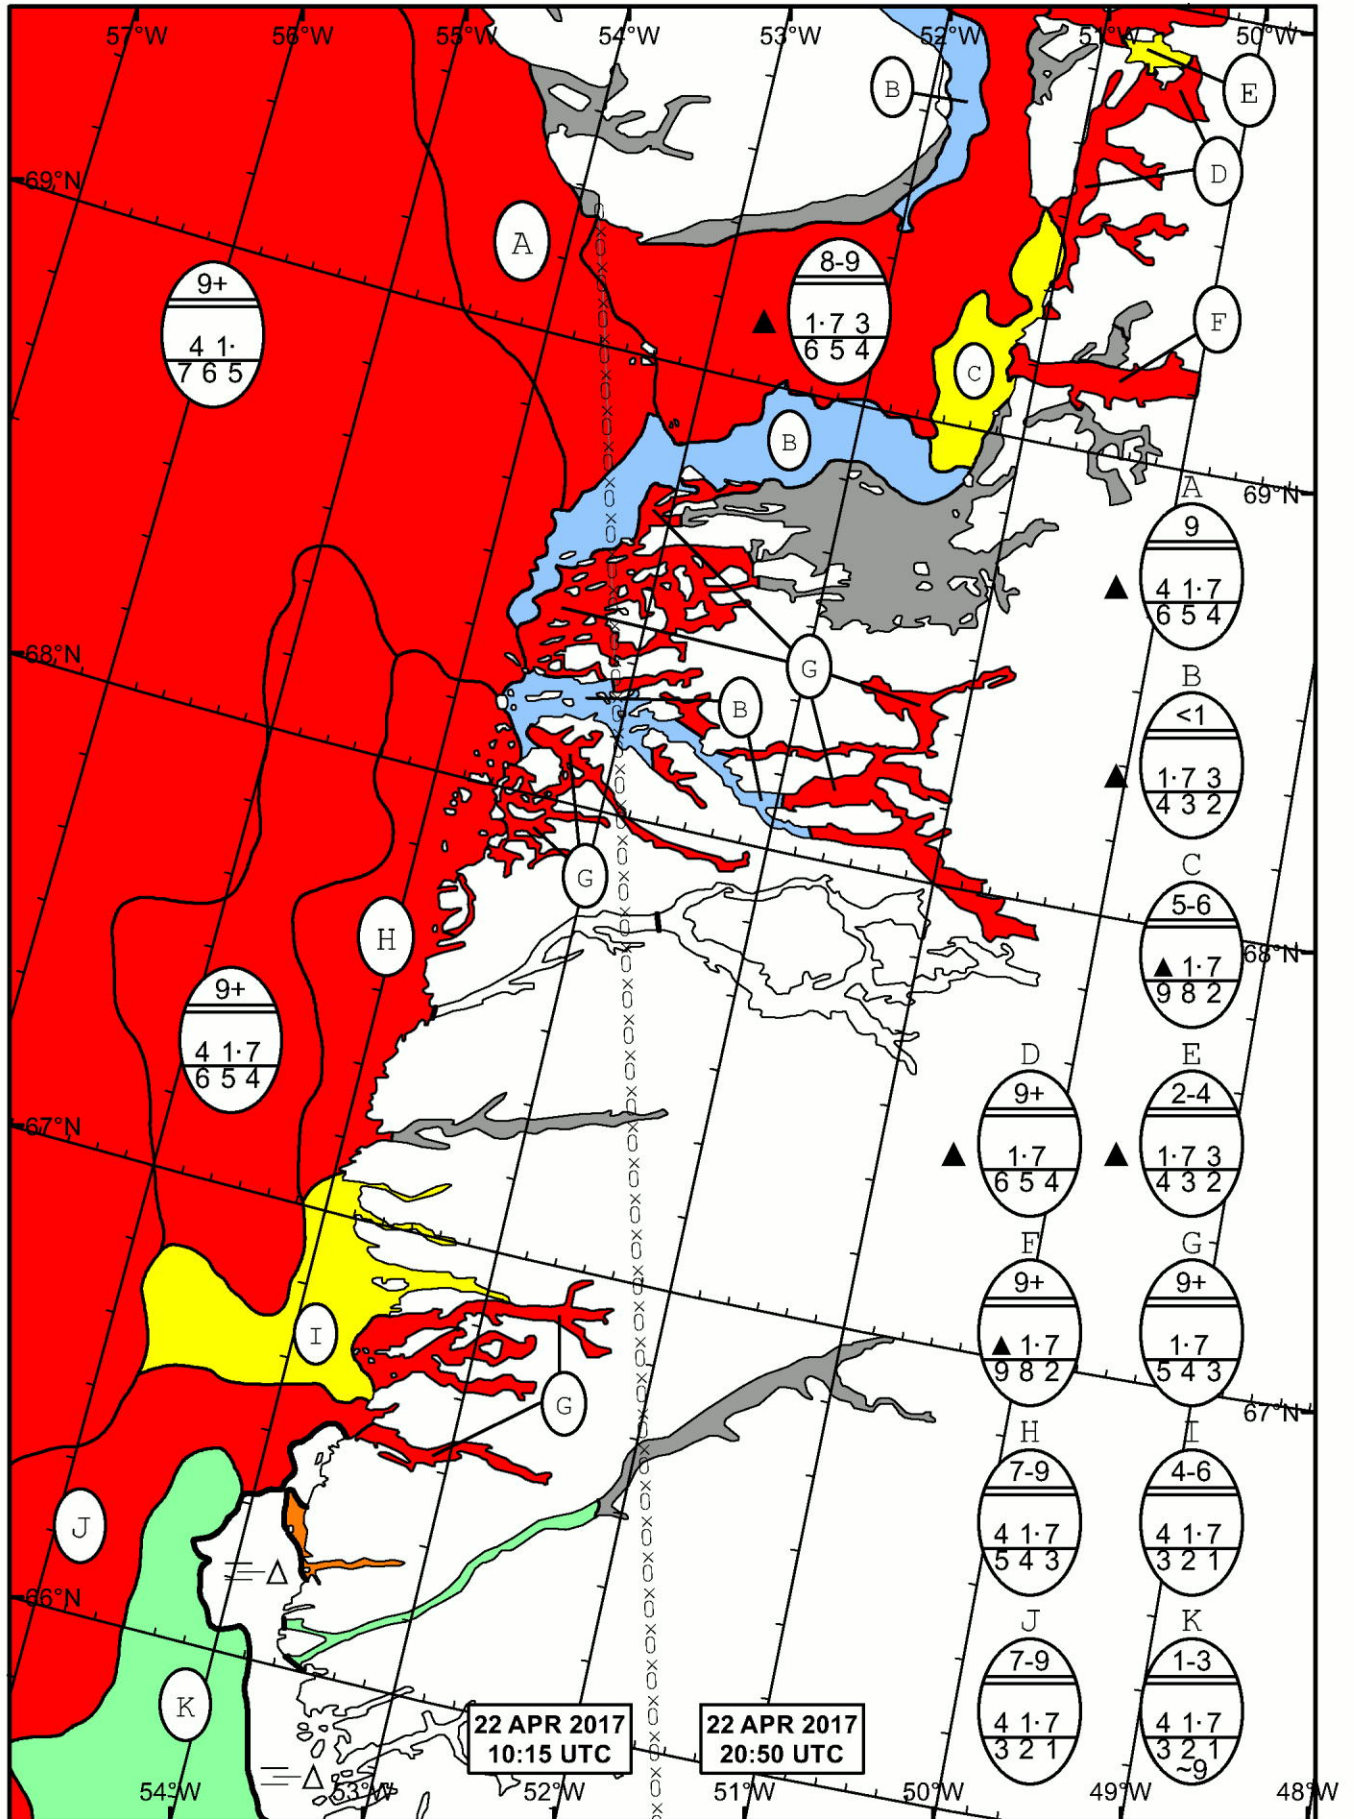 57°W 56°W 55°W 54°W 53°W 52°W 51°W 50°W
B
E
D
69°N
A
9+
4 1·
7 6 5
8-9
▲ 1·7 3
6 5 4
F
C
B
69°N
A
9
▲ 4 1·7
6 5 4
68°N
G
B
B
<1
▲ 1·7 3
4 3 2
G
C
5-6
▲ 1·7
9 8 2
68°N
H
9+
4 1·7
6 5 4
D
9+
▲ 1·7
6 5 4
E
2-4
▲ 1·7 3
4 3 2
67°N
F
9+
▲ 1·7
9 8 2
G
9+
1·7
5 4 3
I
G
67°N
H
7-9
4 1·7
5 4 3
I
4-6
4 1·7
3 2 1
J
66°N
J
7-9
4 1·7
3 2 1
K
1-3
4 1·7
3 2 1
~9
K
22 APR 2017
10:15 UTC
22 APR 2017
20:50 UTC
54°W 53°W 52°W 51°W 50°W 49°W 48°W